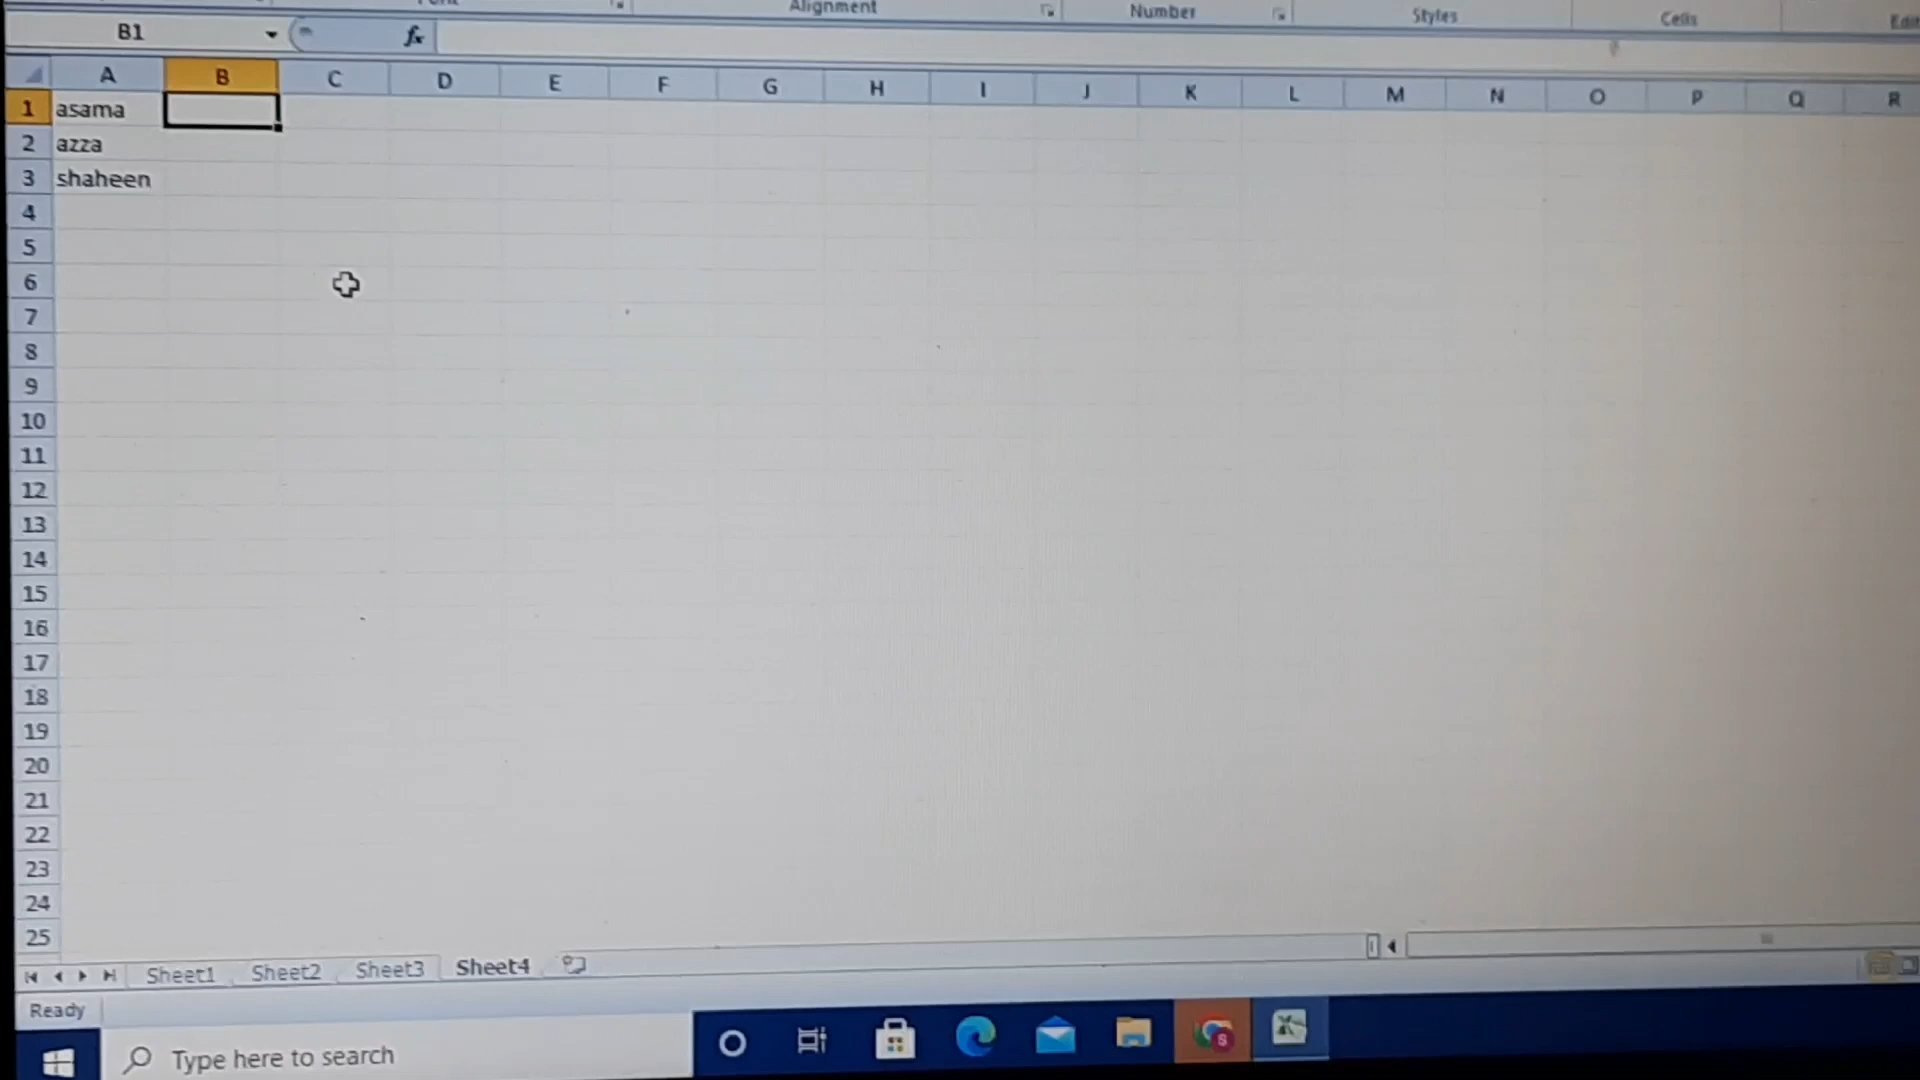 Alignment Number Styles Cells
B1 fx
A B C D E F G H I J K L M N O P Q R
1 asama
2 azza
3 shaheen
4
5
6
7
8
9
10
11
12
13
14
15
16
17
18
19
20
21
22
23
24
25
Sheet1 Sheet2 Sheet3 Sheet4
Ready
Type here to search
S